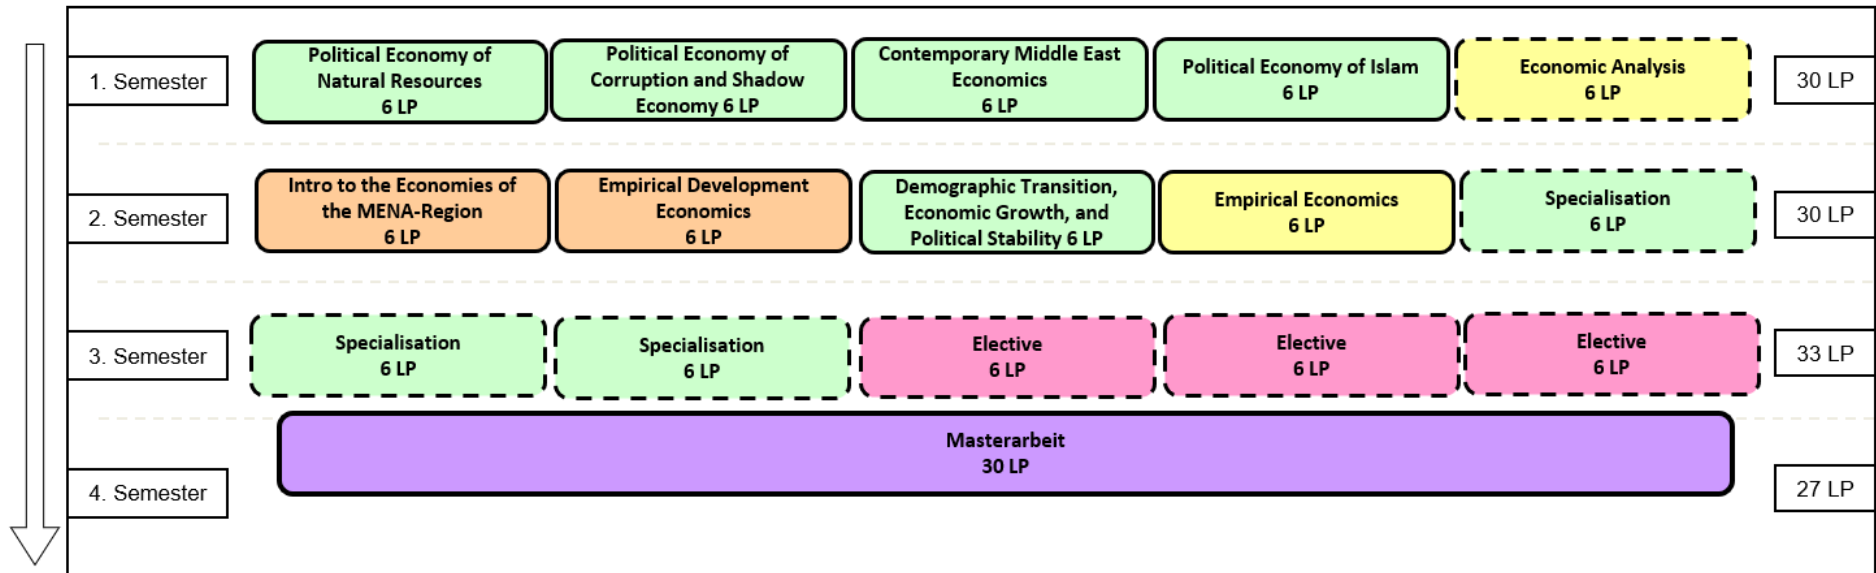 1. Semester
Political Economy of
Natural Resources
6 LP
Political Economy of
Corruption and Shadow
Economy 6 LP
Contemporary Middle East
Economics
6 LP
Political Economy of Islam
6 LP
Economic Analysis
6 LP
30 LP
2. Semester
Intro to the Economies of
the MENA-Region
6 LP
Empirical Development
Economics
6 LP
Demographic Transition,
Economic Growth, and
Political Stability 6 LP
Empirical Economics
6 LP
Specialisation
6 LP
30 LP
3. Semester
Specialisation
6 LP
Specialisation
6 LP
Elective
6 LP
Elective
6 LP
Elective
6 LP
33 LP
4. Semester
Masterarbeit
30 LP
27 LP